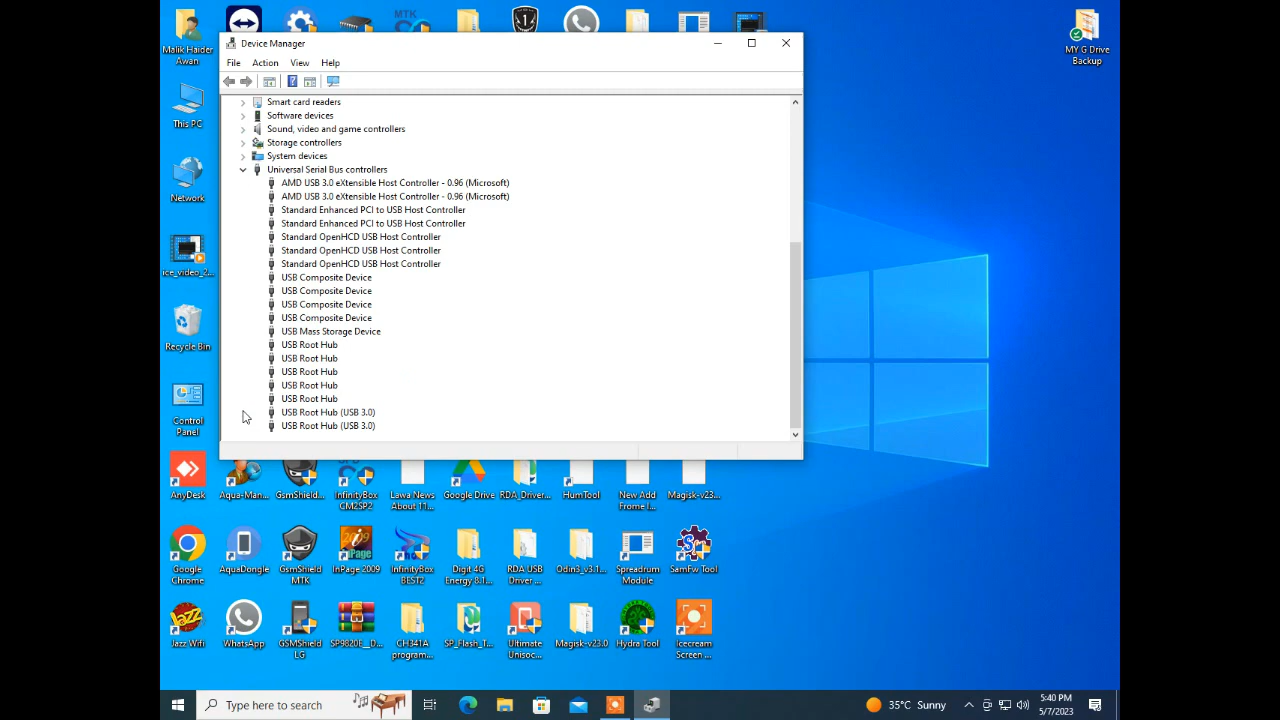 Malik Haider
Awan
This PC
Network
ice_video_2...
Recycle Bin
Control
Panel
MTK
1
MY G Drive
Backup
Device Manager
File Action View Help
Smart card readers
Software devices
Sound, video and game controllers
Storage controllers
System devices
Universal Serial Bus controllers
AMD USB 3.0 eXtensible Host Controller - 0.96 (Microsoft)
AMD USB 3.0 eXtensible Host Controller - 0.96 (Microsoft)
Standard Enhanced PCI to USB Host Controller
Standard Enhanced PCI to USB Host Controller
Standard OpenHCD USB Host Controller
Standard OpenHCD USB Host Controller
Standard OpenHCD USB Host Controller
USB Composite Device
USB Composite Device
USB Composite Device
USB Composite Device
USB Mass Storage Device
USB Root Hub
USB Root Hub
USB Root Hub
USB Root Hub
USB Root Hub
USB Root Hub (USB 3.0)
USB Root Hub (USB 3.0)
AnyDesk
Aqua-Man...
GsmShield...
InfinityBox
CM2SP2
Lawa News
About 11...
Google Drive
RDA_Driver...
HumTool
New Add
Frome I...
Magisk-v23...
Google
Chrome
AquaDongle
GsmShield
MTK
InPage 2009
InfinityBox
BEST2
Digit 4G
Energy.8.1...
RDA USB
Driver ...
Odin3_v3.1...
Spreadrum
Module
SamFw Tool
Jazz Wifi
WhatsApp
GSMShield
LG
SP9820E__D...
CH341A
program...
SP_Flash_T...
Ultimate
Unisoc...
Magisk-v23.0
Hydra Tool
Icecream
Screen ...
Type here to search
35°C Sunny
5:40 PM
5/7/2023